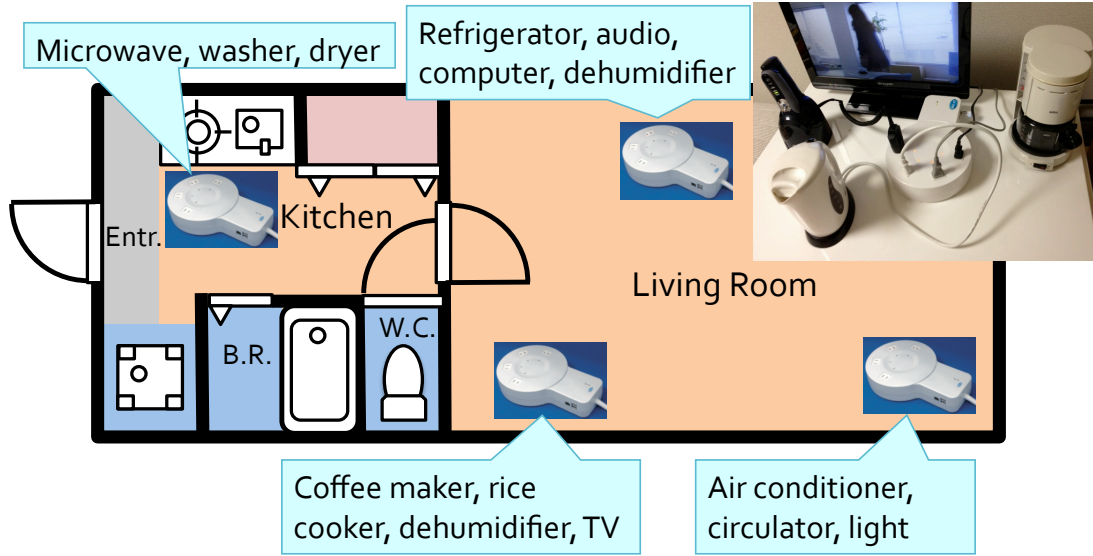 Microwave, washer, dryer
Refrigerator, audio,
computer, dehumidifier
Entr.
Kitchen
Living Room
B.R.
W.C.
Coffee maker, rice
cooker, dehumidifier, TV
Air conditioner,
circulator, light